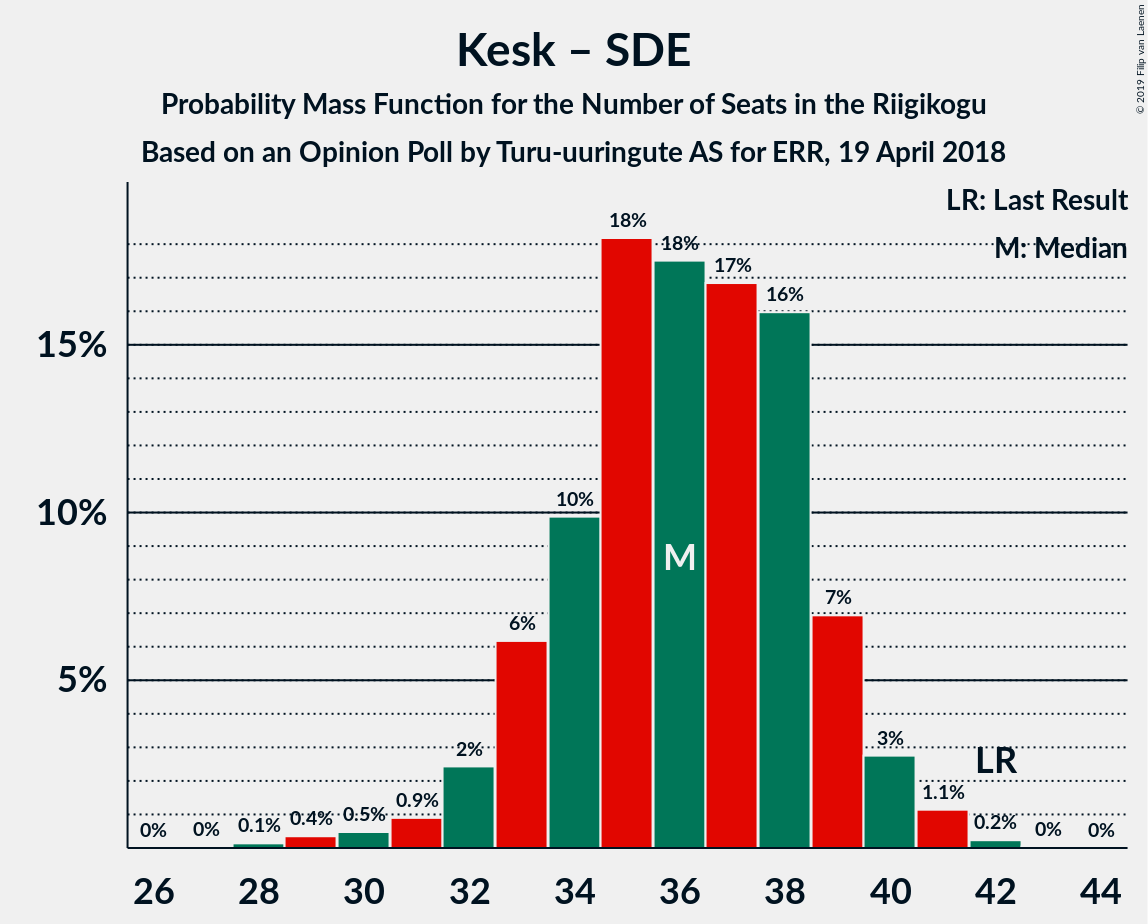 Kesk – SDE
Probability Mass Function for the Number of Seats in the Riigikogu
Based on an Opinion Poll by Turu-uuringute AS for ERR, 19 April 2018
© 2019 Filip van Laenen
LR: Last Result
M: Median
18%
18%
17%
16%
15%
10%
10%
M
7%
6%
5%
3%
2%
LR
0.9%
1.1%
0%
0%
0.1%
0.4%
0.5%
0.2%
0%
0%
26 28 30 32 34 36 38 40 42 44